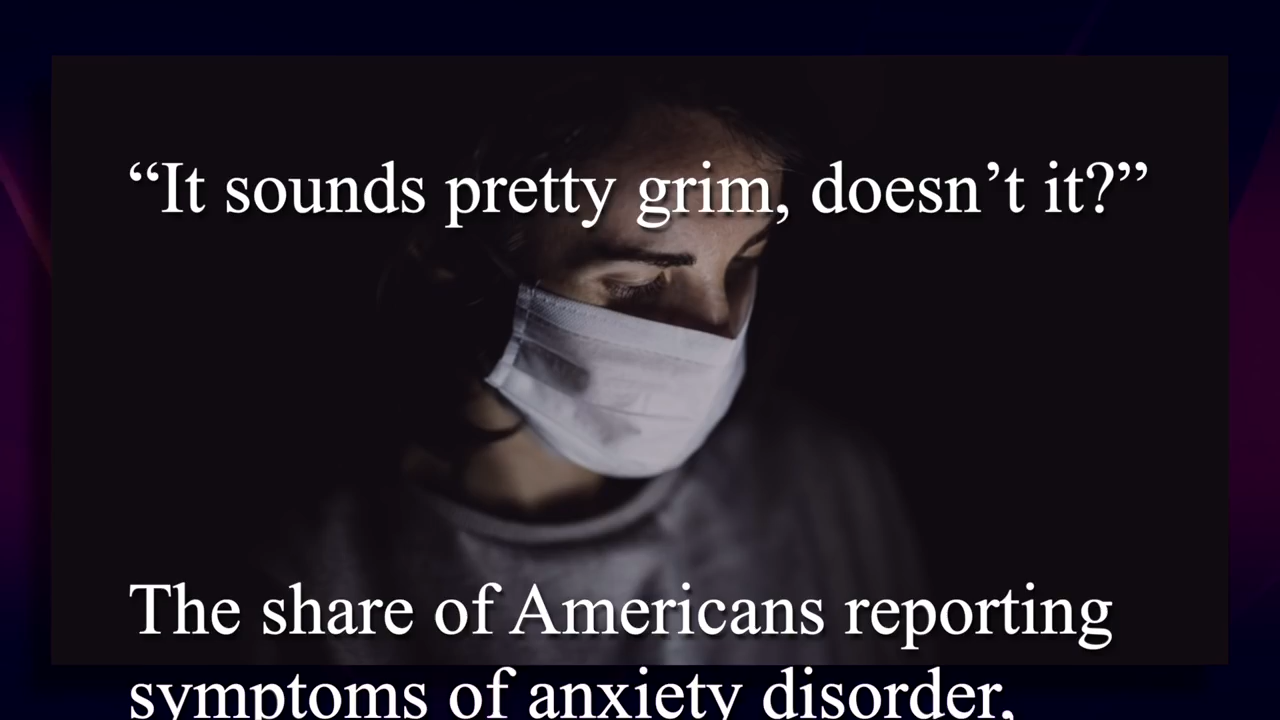 “It sounds pretty grim, doesn’t it?”
The share of Americans reporting
symptoms of anxiety disorder,